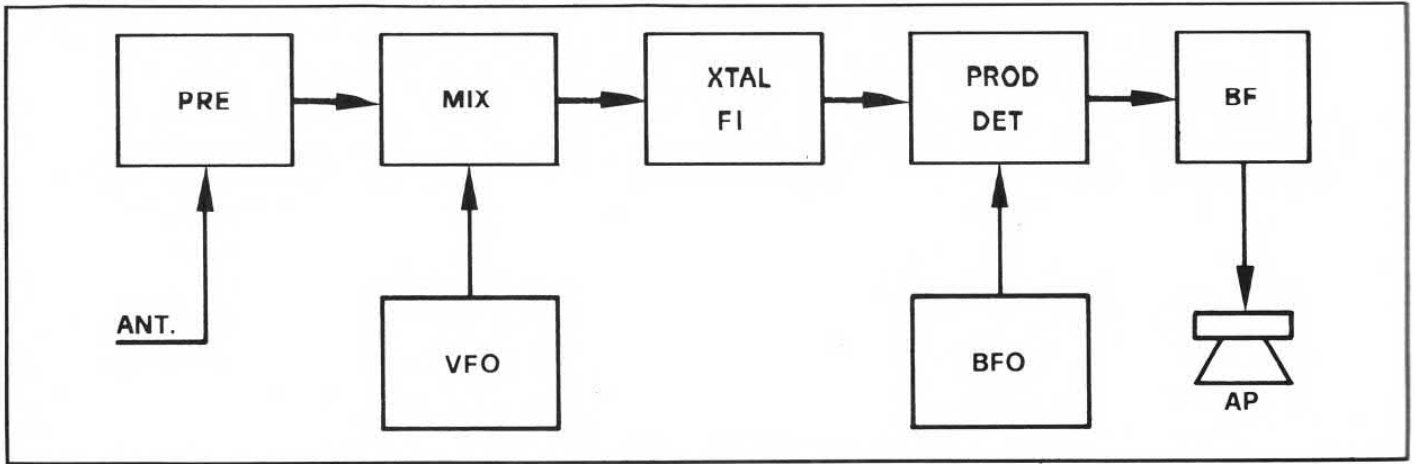 PRE
MIX
XTAL
FI
PROD
DET
BF
ANT.
VFO
BFO
AP